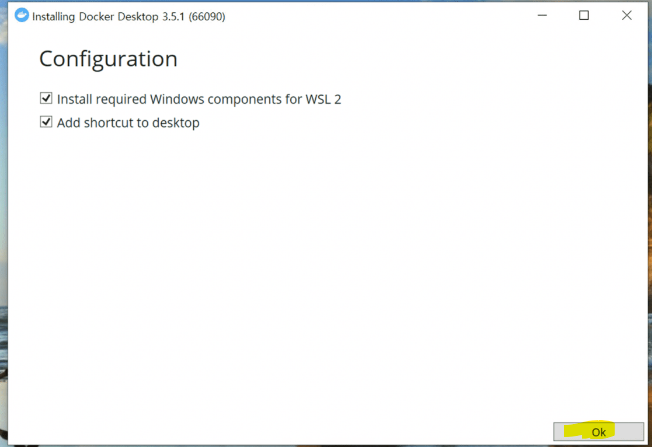 Installing Docker Desktop 3.5.1 (66090)
Configuration
Install required Windows components for WSL 2
Add shortcut to desktop
Ok